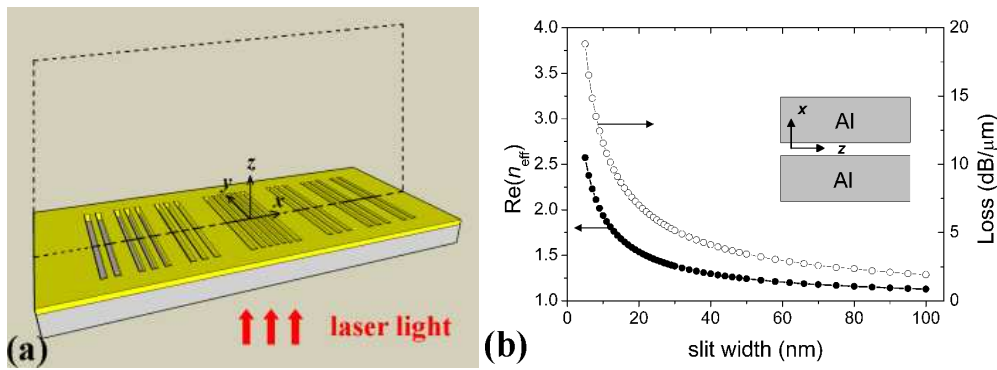 (a)
z
y
x
laser light
(b)
Re(n_eff)
4.0
3.5
3.0
2.5
2.0
1.5
1.0
20
15
10
5
0
Loss (dB/μm)
x
Al
z
Al
0 20 40 60 80 100
slit width (nm)